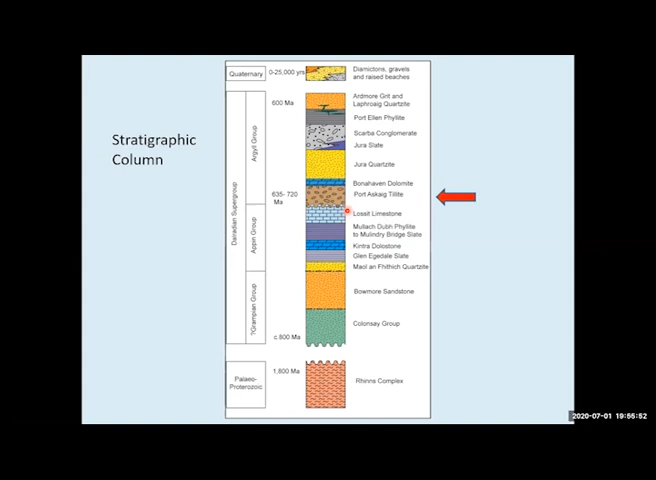 Stratigraphic
Column
Quaternary
0-25,000 yrs
Diamictons, gravels
and raised beaches
600 Ma
Ardmore Grit and
Laphroaig Quartzite
Port Ellen Phyllite
Scarba Conglomerate
Jura Slate
Argyll Group
Jura Quartzite
Bonahaven Dolomite
635- 720
Ma
Port Askaig Tillite
Dalradian Supergroup
Lossit Limestone
Mullach Dubh Phyllite
to Mulindry Bridge Slate
Appin Group
Kintra Dolostone
Glen Egedale Slate
Maol an Fhithich Quartzite
?Grampian Group
Bowmore Sandstone
Colonsay Group
c.800 Ma
1,800 Ma
Palaeo-
Proterozoic
Rhinns Complex
2020-07-01 19:55:52